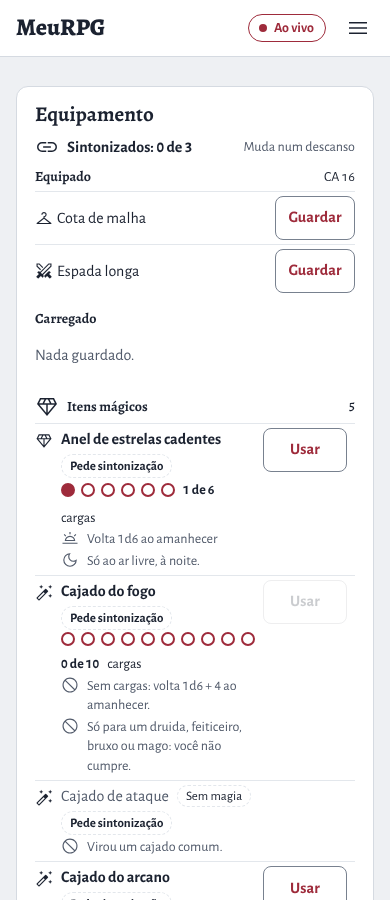 MeuRPG
Ao vivo
Equipamento
Sintonizados: 0 de 3
Muda num descanso
Equipado
CA 16
Cota de malha
Guardar
Espada longa
Guardar
Carregado
Nada guardado.
Itens mágicos
5
Anel de estrelas cadentes
Usar
Pede sintonização
1 de 6
cargas
Volta 1d6 ao amanhecer
Só ao ar livre, à noite.
Cajado do fogo
Usar
Pede sintonização
0 de 10 cargas
Sem cargas: volta 1d6 + 4 ao
amanhecer.
Só para um druida, feiticeiro,
bruxo ou mago: você não
cumpre.
Cajado de ataque
Sem magia
Pede sintonização
Virou um cajado comum.
Cajado do arcano
Usar